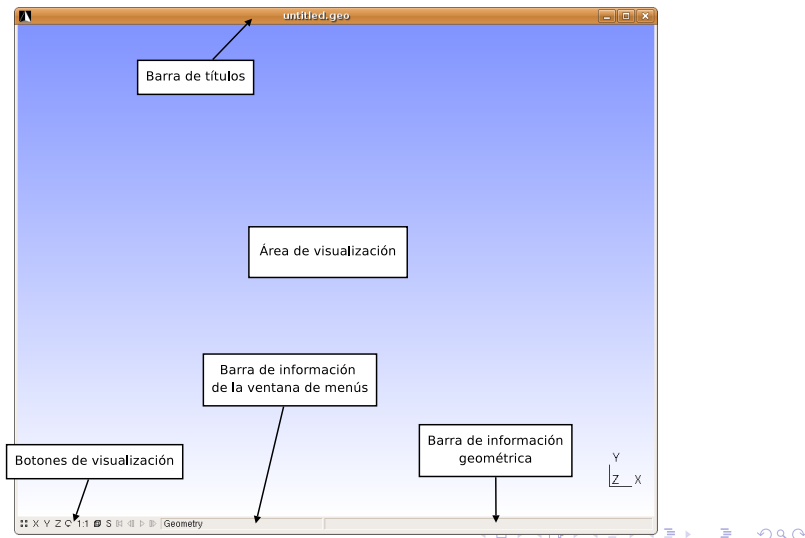 untitled.geo
Barra de títulos
Área de visualización
Barra de información
de la ventana de menús
Barra de información
geométrica
Botones de visualización
Y
Z X
X Y Z 1:1 S Geometry